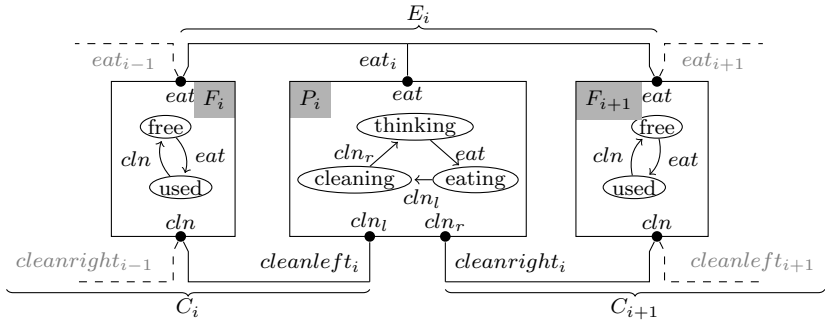 E_i
eat_{i−1} eat_i eat_{i+1}
eat F_i P_i eat F_{i+1} eat
free thinking free
cln eat cln_r eat cln eat
used cleaning cln_l eating used
cln cln_l cln_r cln
cleanright_{i−1} cleanleft_i cleanright_i cleanleft_{i+1}
C_i C_{i+1}